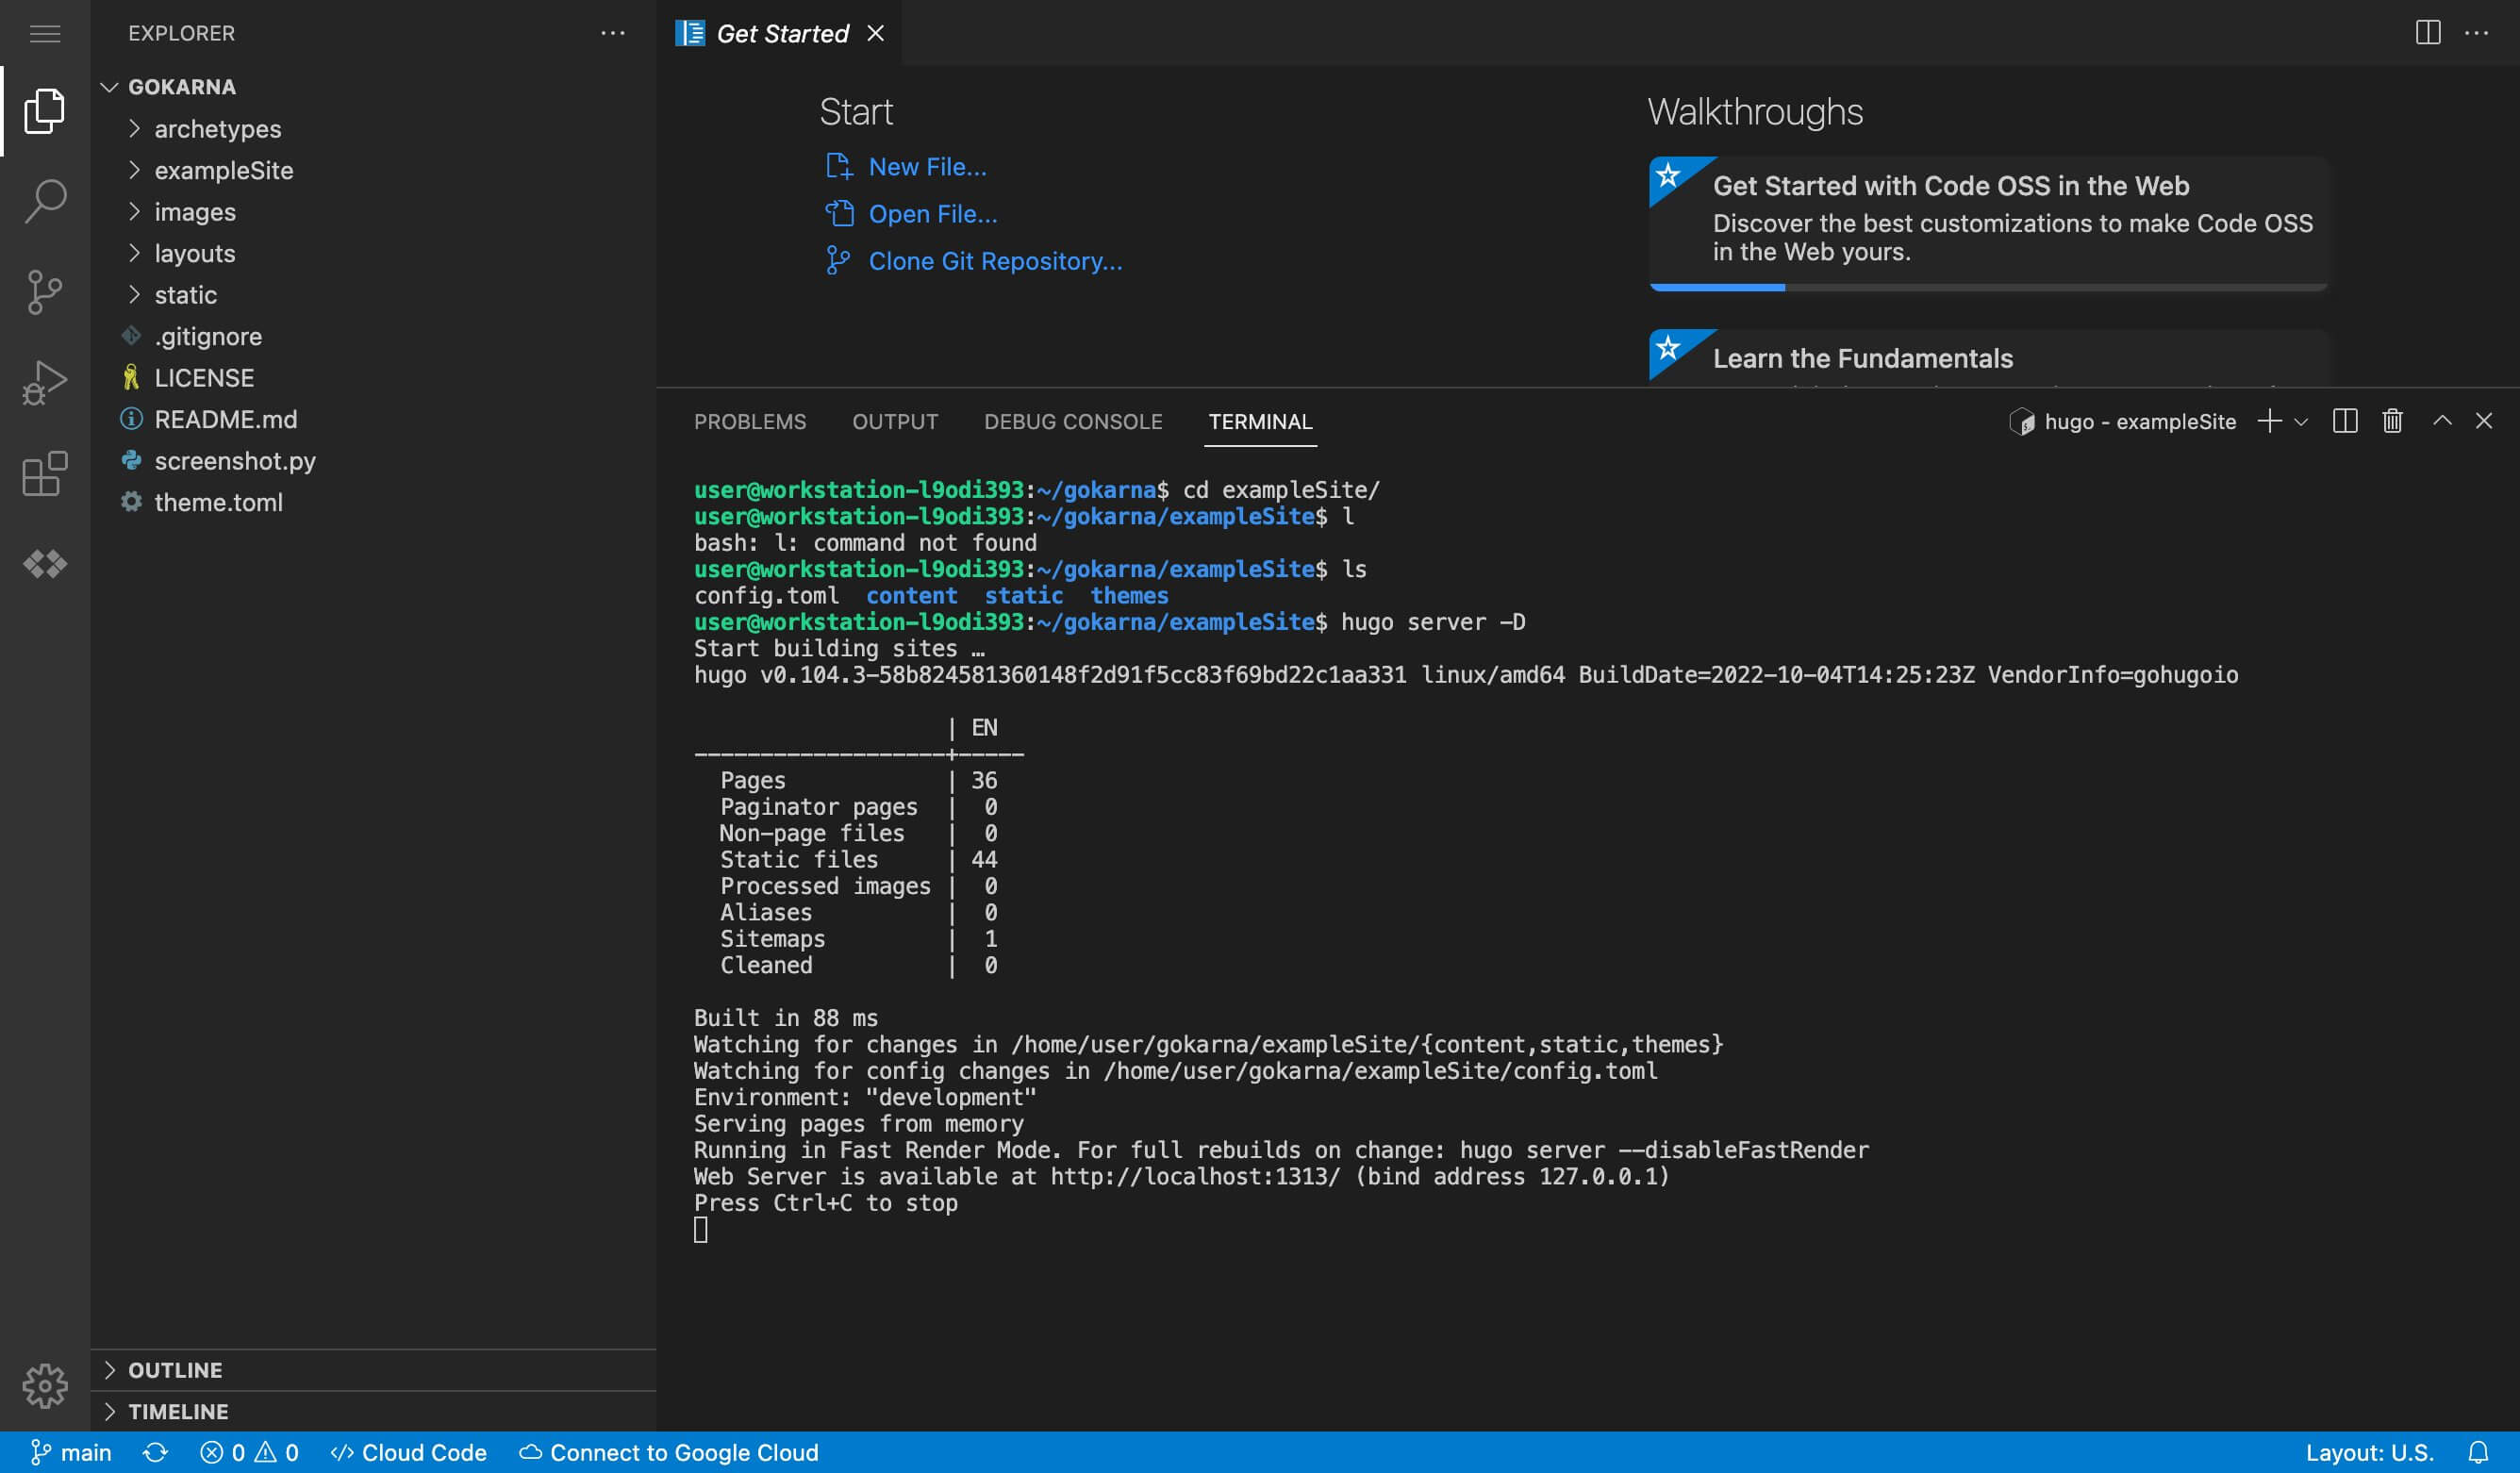 EXPLORER
GOKARNA
archetypes
exampleSite
images
layouts
static
.gitignore
LICENSE
README.md
screenshot.py
theme.toml
OUTLINE
TIMELINE
Get Started
Start
New File...
Open File...
Clone Git Repository...
Walkthroughs
Get Started with Code OSS in the Web
Discover the best customizations to make Code OSS
in the Web yours.
Learn the Fundamentals
PROBLEMS OUTPUT DEBUG CONSOLE TERMINAL
hugo - exampleSite
user@workstation-l9odi393:~/gokarna$ cd exampleSite/
user@workstation-l9odi393:~/gokarna/exampleSite$ l
bash: l: command not found
user@workstation-l9odi393:~/gokarna/exampleSite$ ls
config.toml  content  static  themes
user@workstation-l9odi393:~/gokarna/exampleSite$ hugo server -D
Start building sites …
hugo v0.104.3-58b824581360148f2d91f5cc83f69bd22c1aa331 linux/amd64 BuildDate=2022-10-04T14:25:23Z VendorInfo=gohugoio
                   | EN
-------------------+-----
  Pages            | 36
  Paginator pages  |  0
  Non-page files   |  0
  Static files     | 44
  Processed images |  0
  Aliases          |  0
  Sitemaps         |  1
  Cleaned          |  0
Built in 88 ms
Watching for changes in /home/user/gokarna/exampleSite/{content,static,themes}
Watching for config changes in /home/user/gokarna/exampleSite/config.toml
Environment: "development"
Serving pages from memory
Running in Fast Render Mode. For full rebuilds on change: hugo server --disableFastRender
Web Server is available at http://localhost:1313/ (bind address 127.0.0.1)
Press Ctrl+C to stop
main 0 0 </> Cloud Code Connect to Google Cloud Layout: U.S.